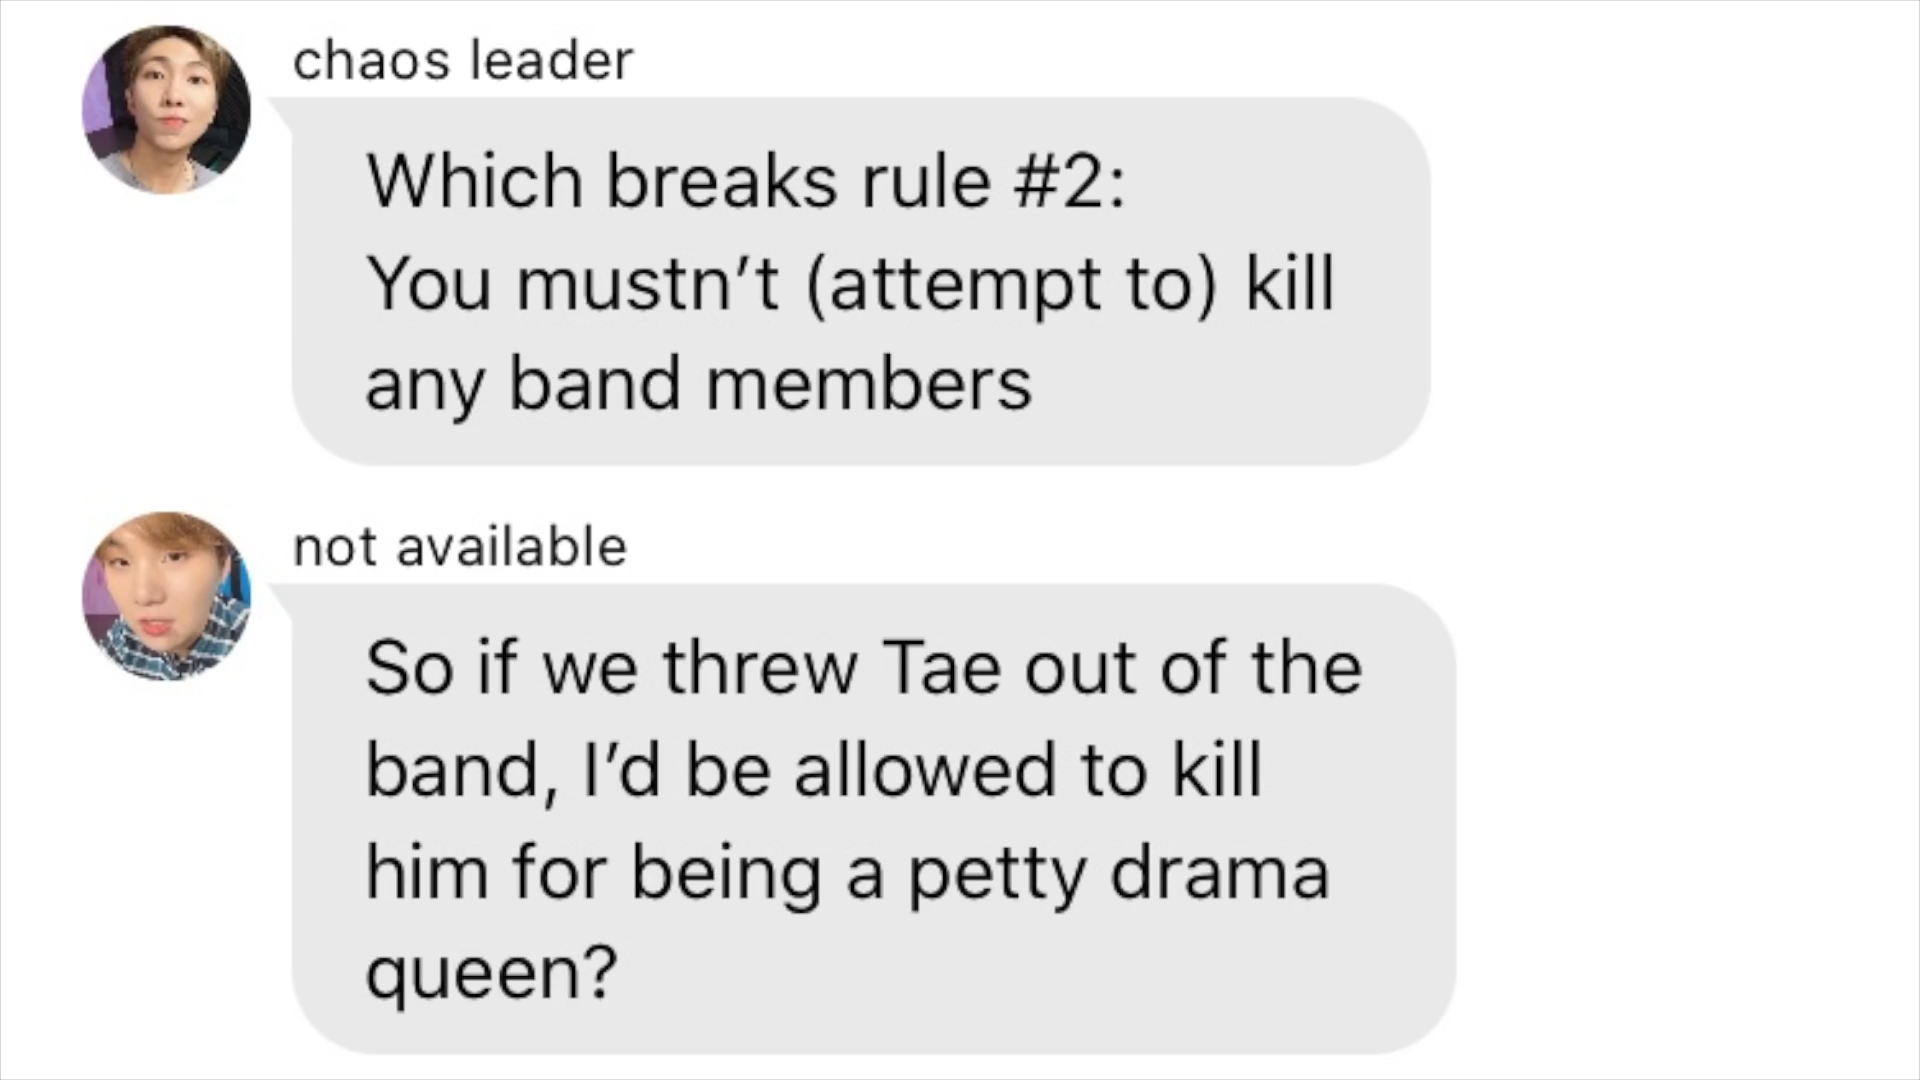 chaos leader
Which breaks rule #2:
You mustn’t (attempt to) kill
any band members
not available
So if we threw Tae out of the
band, I’d be allowed to kill
him for being a petty drama
queen?